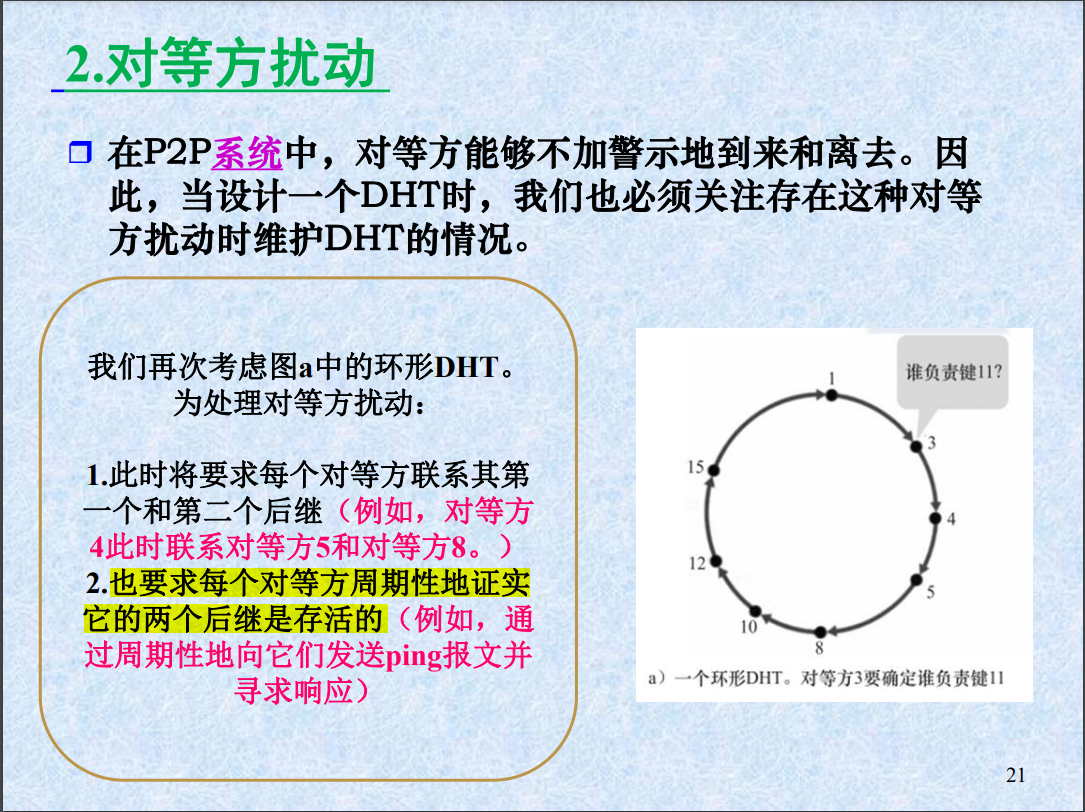 2.对等方扰动
在P2P系统中，对等方能够不加警示地到来和离去。因
此，当设计一个DHT时，我们也必须关注存在这种对等
方扰动时维护DHT的情况。
我们再次考虑图a中的环形DHT。
为处理对等方扰动：
1.此时将要求每个对等方联系其第
一个和第二个后继（例如，对等方
4此时联系对等方5和对等方8。）
2.也要求每个对等方周期性地证实
它的两个后继是存活的（例如，通
过周期性地向它们发送ping报文并
寻求响应）
谁负责键11?
1
3
15
4
12
5
10
8
a）一个环形DHT。对等方3要确定谁负责键11
21